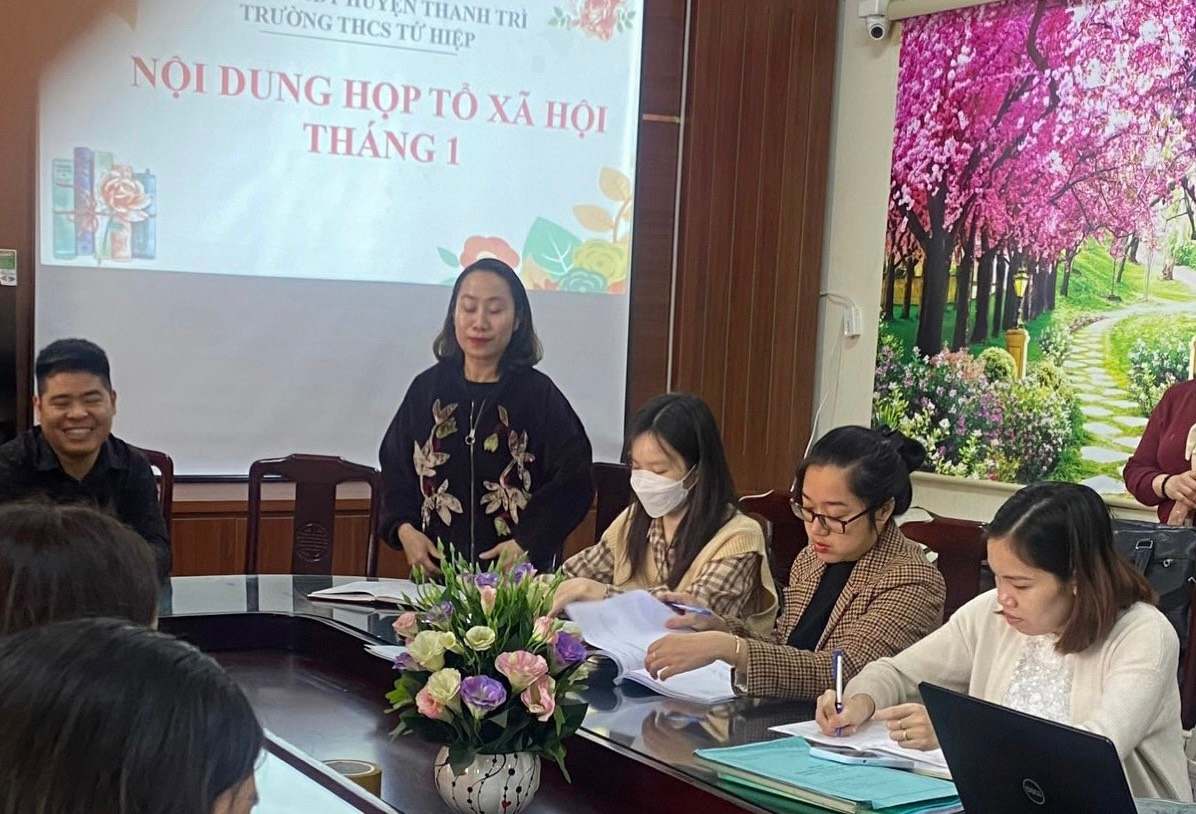 HUYỆN THANH TRÌ
TRƯỜNG THCS TỨ HIỆP
NỘI DUNG HỌP TỔ XÃ HỘI
THÁNG 1
DELL